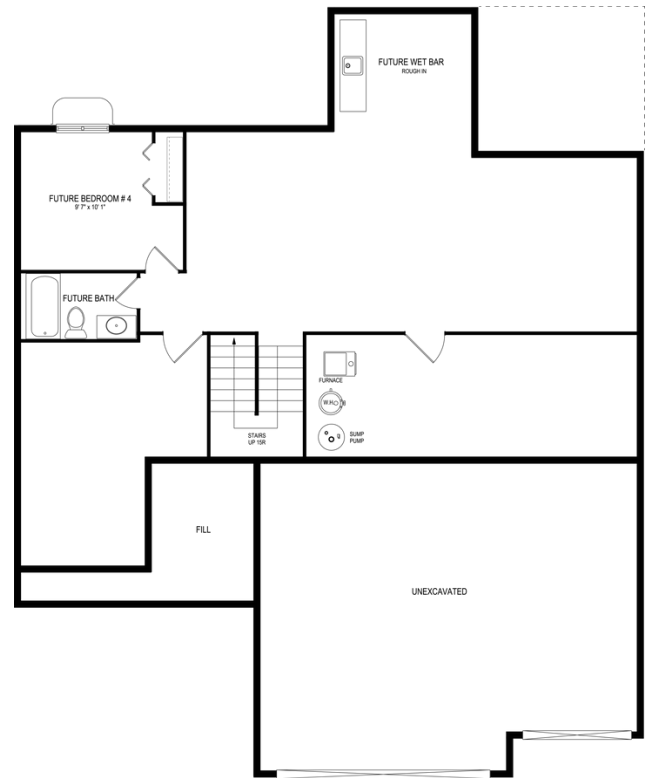 FUTURE WET BAR
ROUGH IN
FUTURE BEDROOM # 4
9' 7" x 10' 1"
FUTURE BATH
FURNACE
W.H.
SUMP
PUMP
STAIRS
UP 15R
FILL
UNEXCAVATED